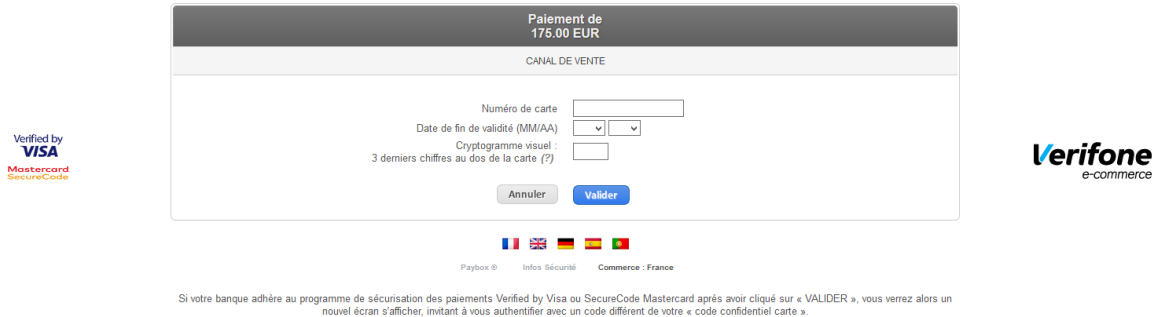 Paiement de
175.00 EUR
CANAL DE VENTE
Numéro de carte
Date de fin de validité (MM/AA)
Cryptogramme visuel :
3 derniers chiffres au dos de la carte (?)
Verified by
VISA
Mastercard
SecureCode
Verifone
e-commerce
Annuler Valider
Paybox ® Infos Sécurité Commerce : France
Si votre banque adhère au programme de sécurisation des paiements Verified by Visa ou SecureCode Mastercard après avoir cliqué sur « VALIDER », vous verrez alors un
nouvel écran s'afficher, invitant à vous authentifier avec un code différent de votre « code confidentiel carte ».